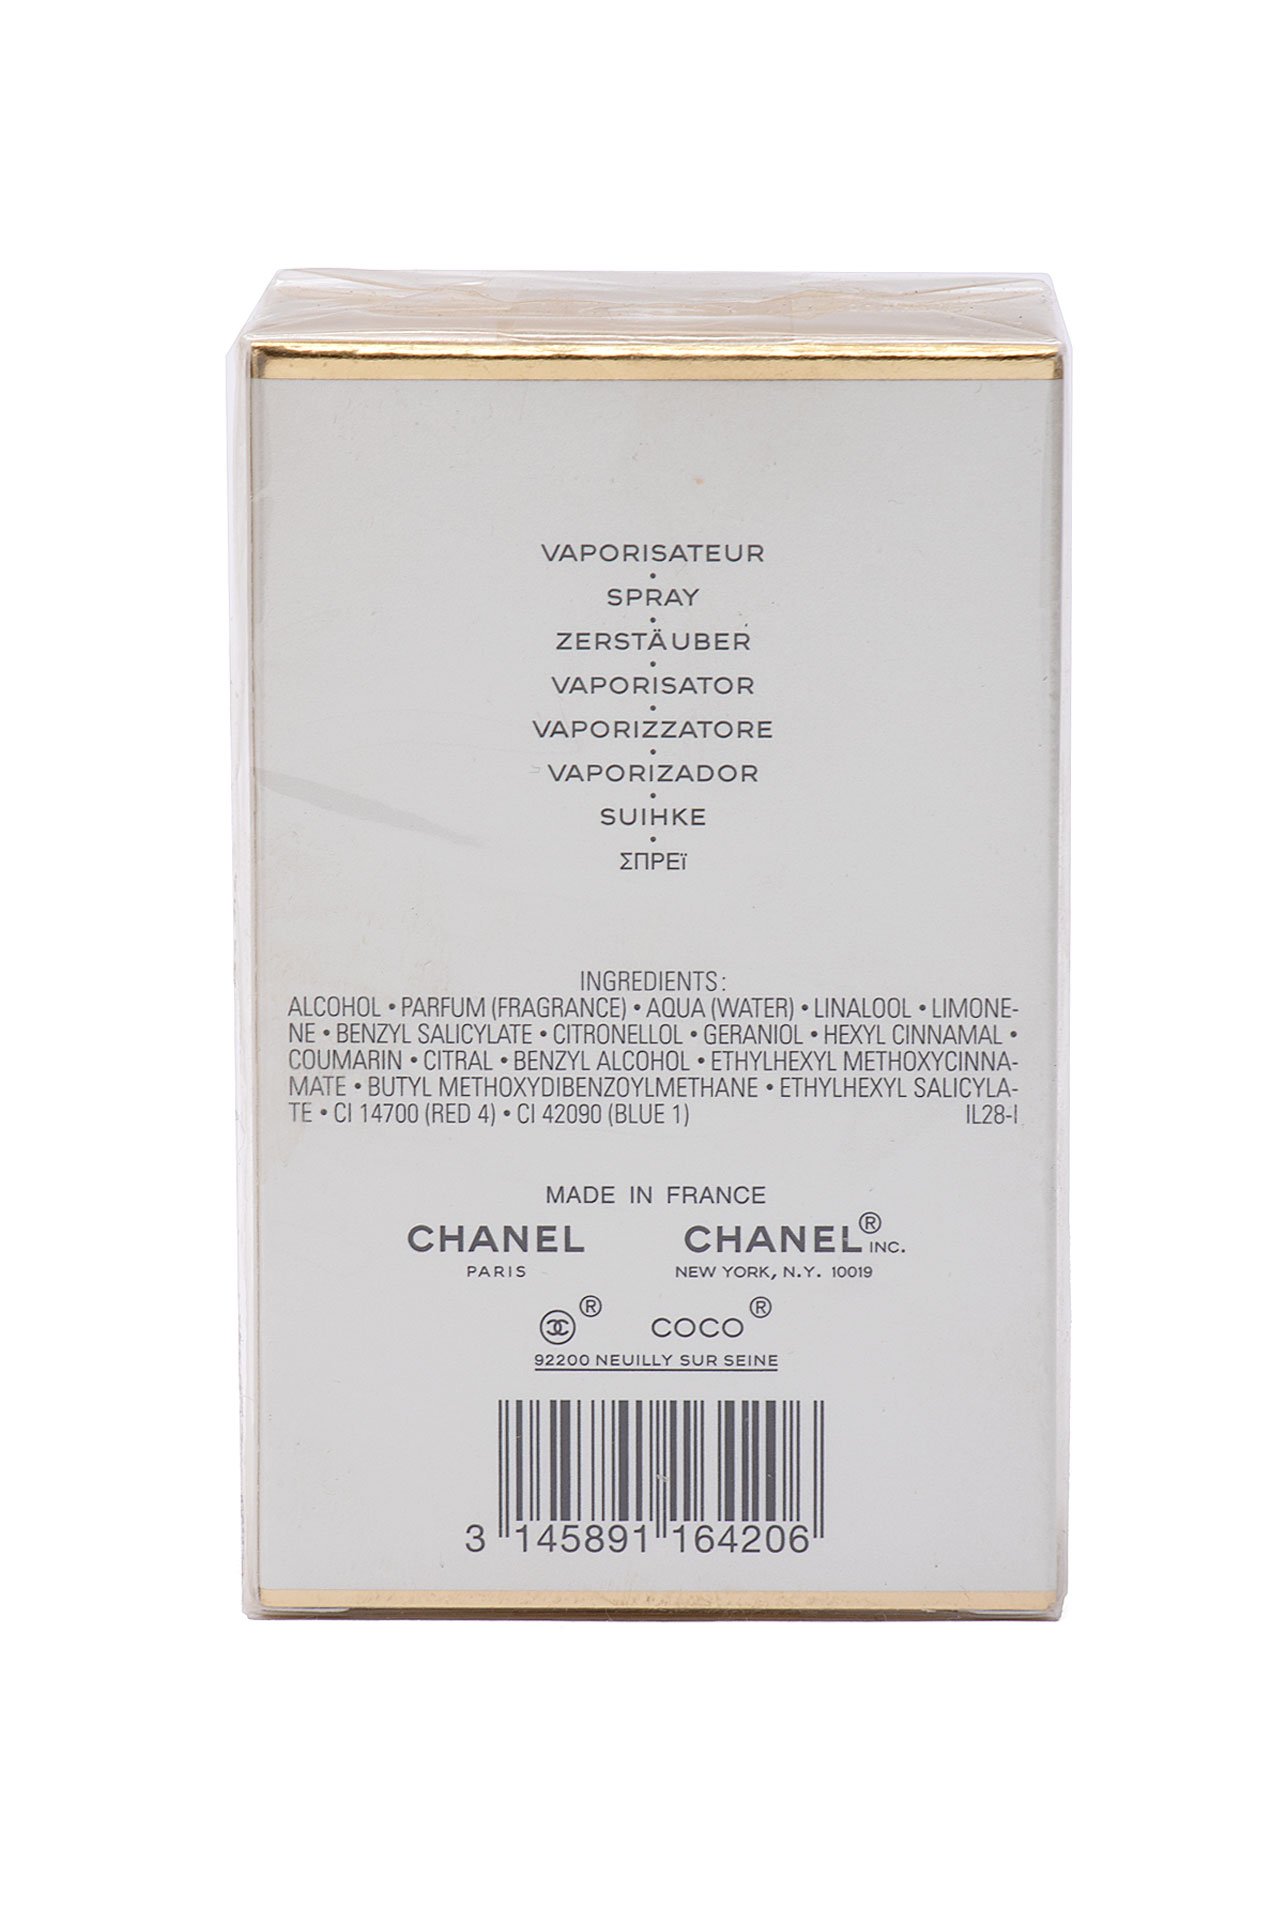 VAPORISATEUR
•
SPRAY
•
ZERSTÄUBER
•
VAPORISATOR
•
VAPORIZZATORE
•
VAPORIZADOR
•
SUIHKE
•
ΣΠΡΕϊ
INGREDIENTS:
ALCOHOL • PARFUM (FRAGRANCE) • AQUA (WATER) • LINALOOL • LIMONE-
NE • BENZYL SALICYLATE • CITRONELLOL • GERANIOL • HEXYL CINNAMAL •
COUMARIN • CITRAL • BENZYL ALCOHOL • ETHYLHEXYL METHOXYCINNA-
MATE • BUTYL METHOXYDIBENZOYLMETHANE • ETHYLHEXYL SALICYLA-
TE • CI 14700 (RED 4) • CI 42090 (BLUE 1) IL28-I
MADE IN FRANCE
CHANEL CHANEL® INC.
PARIS NEW YORK, N.Y. 10019
® COCO®
92200 NEUILLY SUR SEINE
3 145891 164206